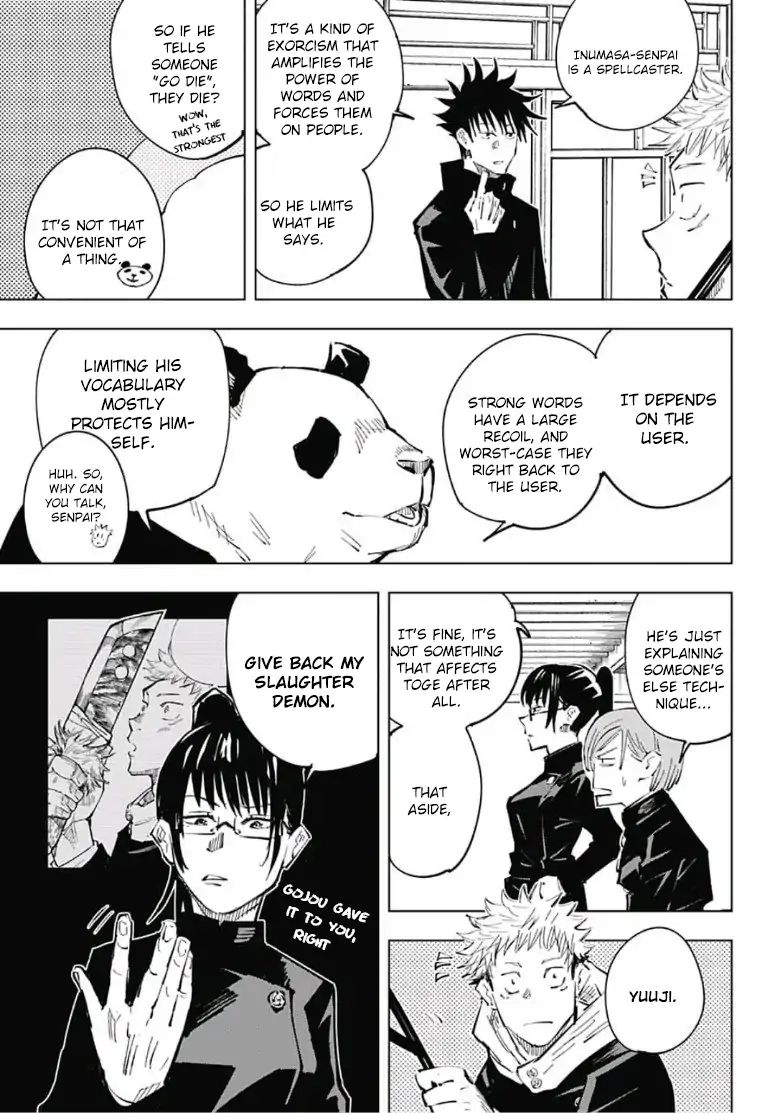 INUMASA-SENPAI
IS A SPELLCASTER.
IT'S A KIND OF
EXORCISM THAT
AMPLIFIES THE
POWER OF
WORDS AND
FORCES THEM
ON PEOPLE.
SO HE LIMITS
WHAT HE
SAYS.
SO IF HE
TELLS
SOMEONE
"GO DIE",
THEY DIE?
WOW,
THAT'S THE
STRONGEST
IT'S NOT THAT
CONVENIENT OF
A THING.
IT DEPENDS
ON THE
USER.
STRONG WORDS
HAVE A LARGE
RECOIL, AND
WORST-CASE THEY
RIGHT BACK TO
THE USER.
LIMITING HIS
VOCABULARY
MOSTLY
PROTECTS HIM-
SELF.
HUH. SO,
WHY CAN
YOU TALK,
SENPAI?
HE'S JUST
EXPLAINING
SOMEONE'S
ELSE TECH-
NIQUE...
IT'S FINE, IT'S
NOT SOMETHING
THAT AFFECTS
TOGE AFTER
ALL.
THAT
ASIDE,
YUUJI.
GIVE BACK MY
SLAUGHTER
DEMON.
GOJOU GAVE
IT TO YOU,
RIGHT